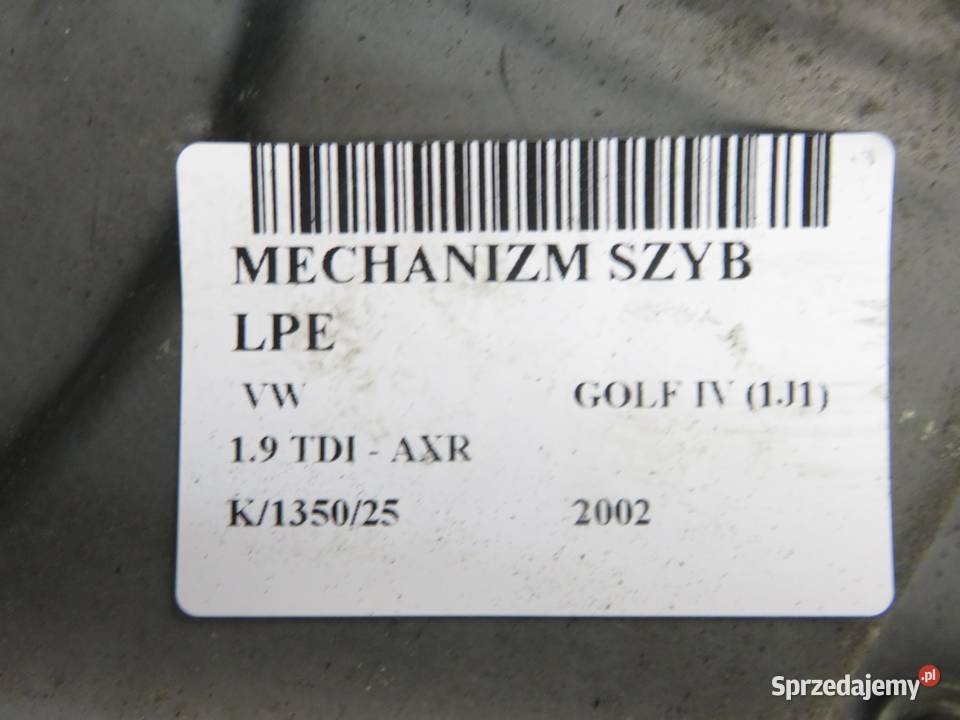 MECHANIZM SZYB
LPE
VW GOLF IV (1J1)
1.9 TDI - AXR
K/1350/25 2002
Sprzedajemy.pl